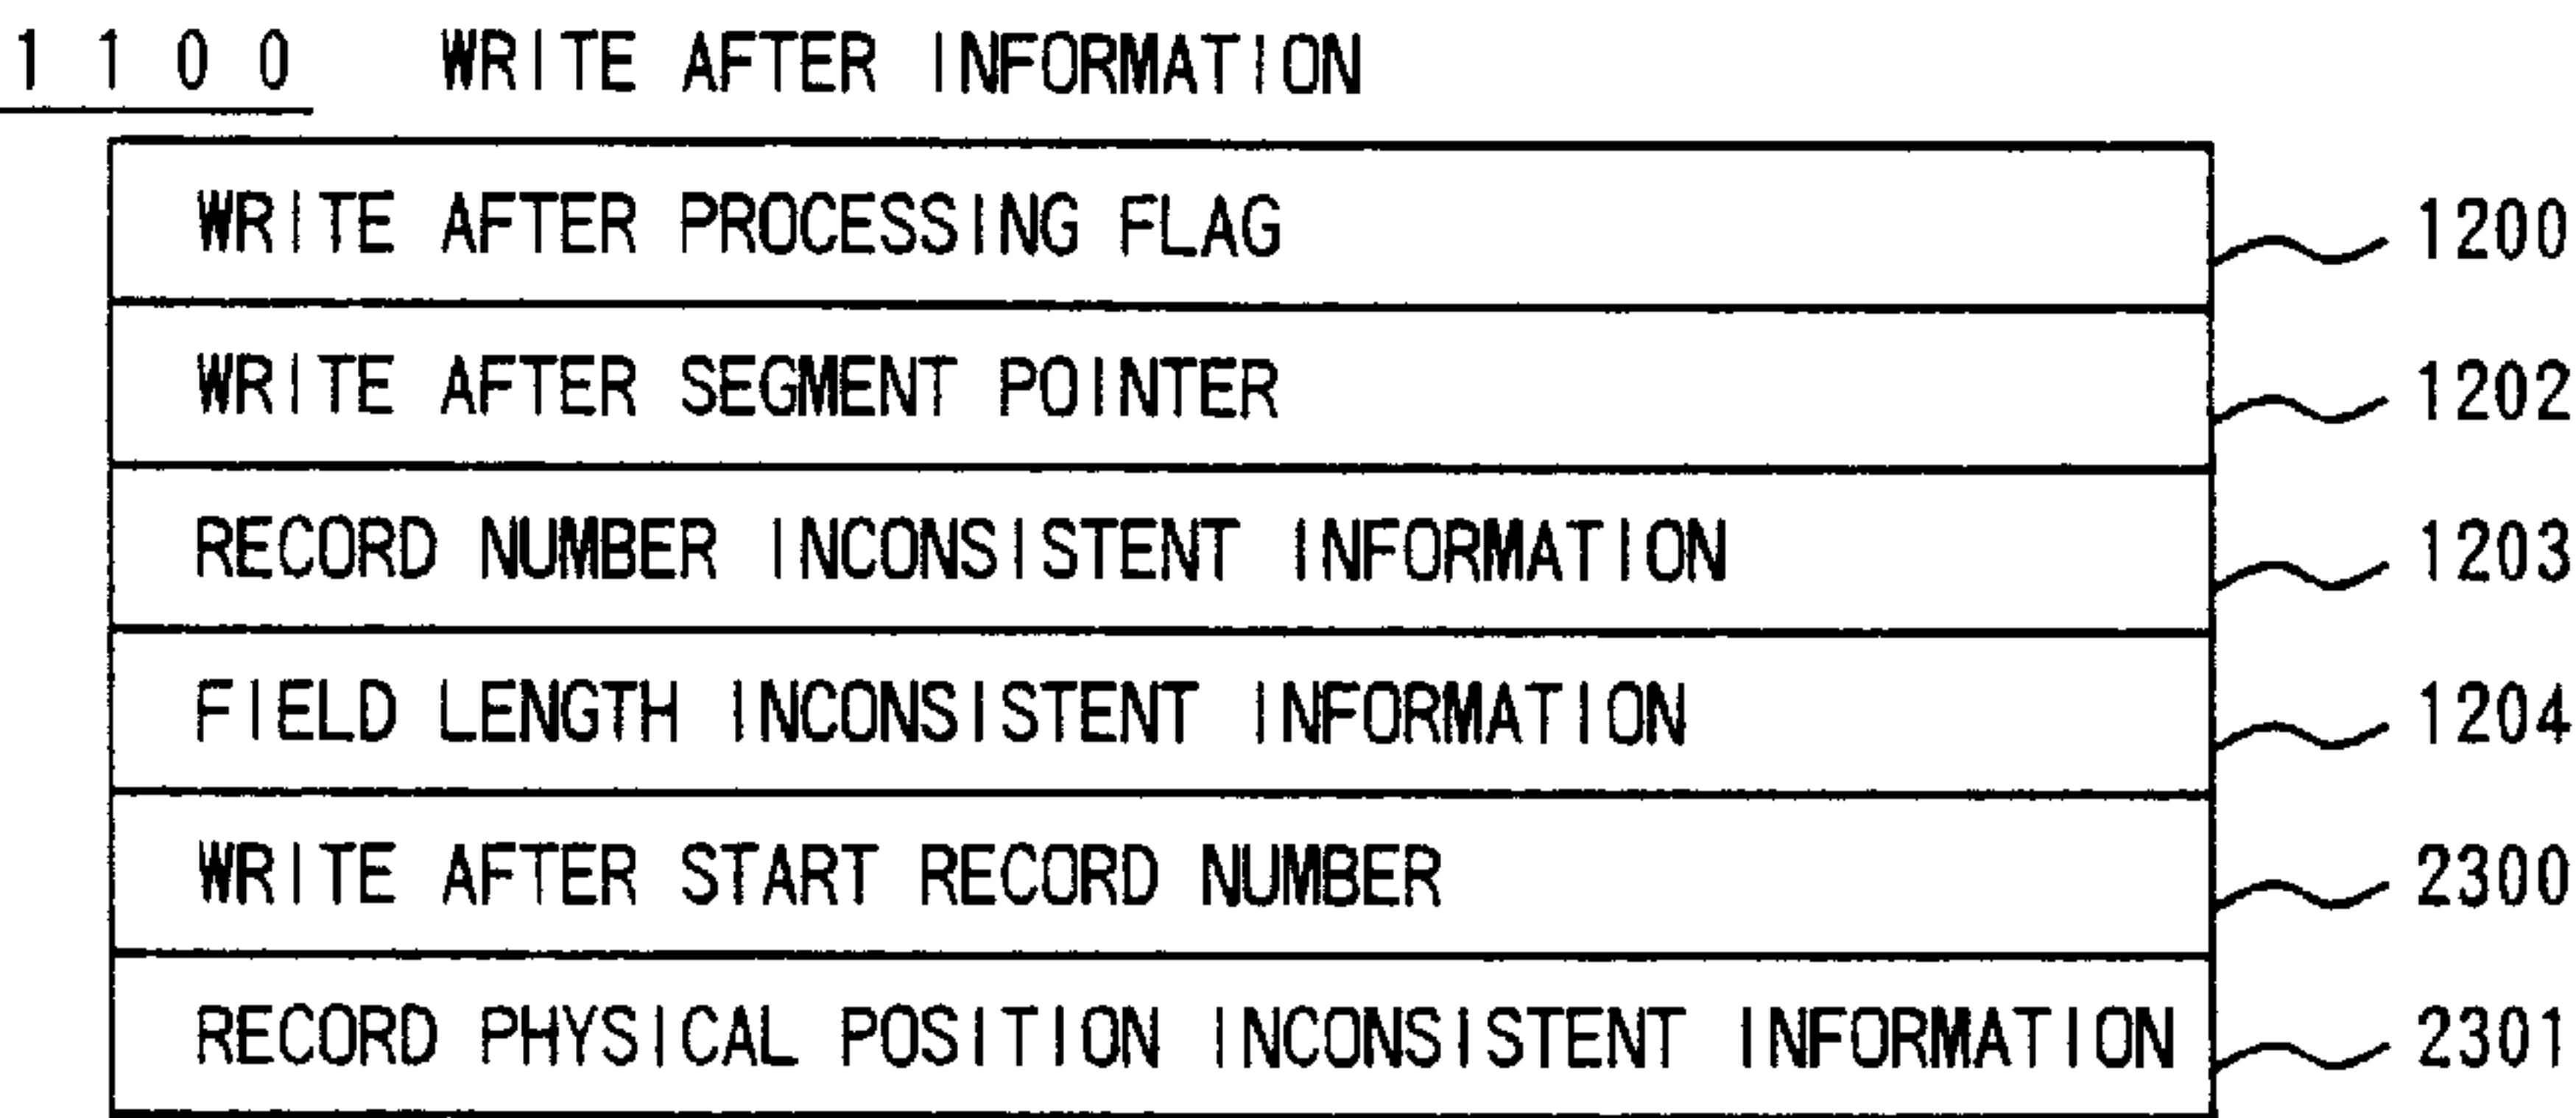 1100 WRITE AFTER INFORMATION
WRITE AFTER PROCESSING FLAG 1200
WRITE AFTER SEGMENT POINTER 1202
RECORD NUMBER INCONSISTENT INFORMATION 1203
FIELD LENGTH INCONSISTENT INFORMATION 1204
WRITE AFTER START RECORD NUMBER 2300
RECORD PHYSICAL POSITION INCONSISTENT INFORMATION 2301